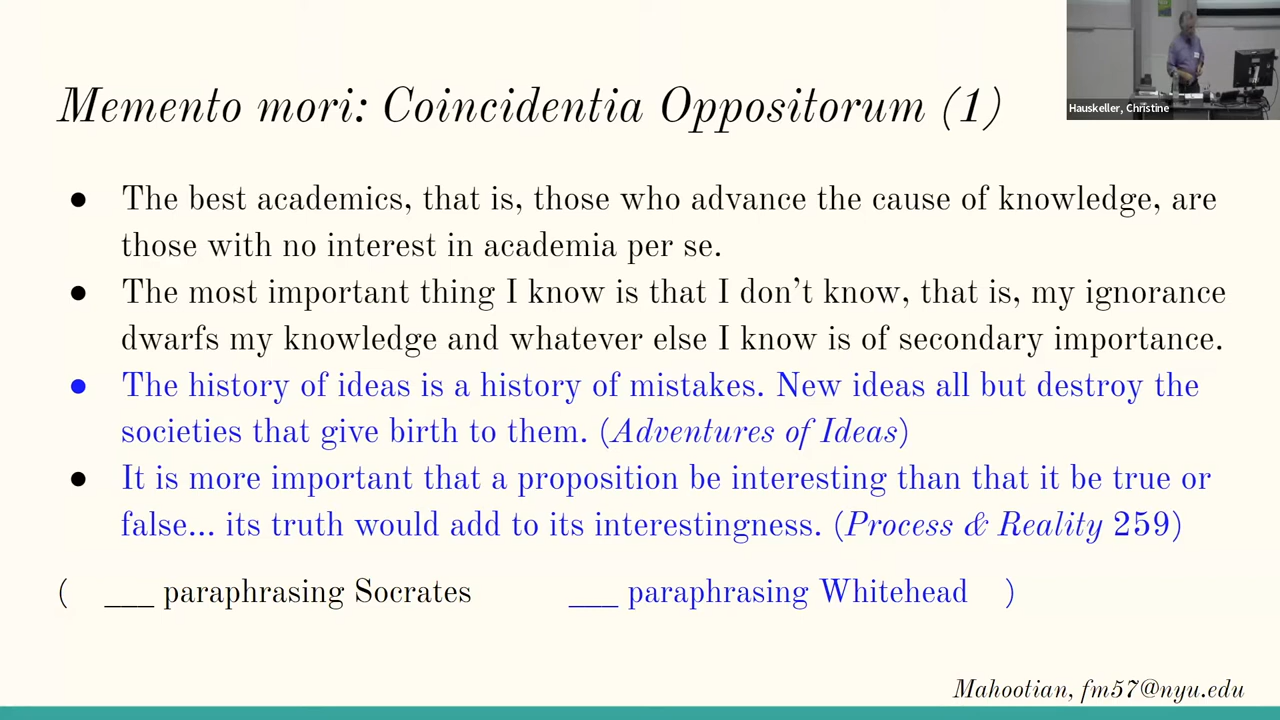 Memento mori: Coincidentia Oppositorum (1)
Hauskeller, Christine
● The best academics, that is, those who advance the cause of knowledge, are
those with no interest in academia per se.
● The most important thing I know is that I don't know, that is, my ignorance
dwarfs my knowledge and whatever else I know is of secondary importance.
● The history of ideas is a history of mistakes. New ideas all but destroy the
societies that give birth to them. (Adventures of Ideas)
● It is more important that a proposition be interesting than that it be true or
false... its truth would add to its interestingness. (Process & Reality 259)
( ___ paraphrasing Socrates ___ paraphrasing Whitehead )
Mahootian, fm57@nyu.edu